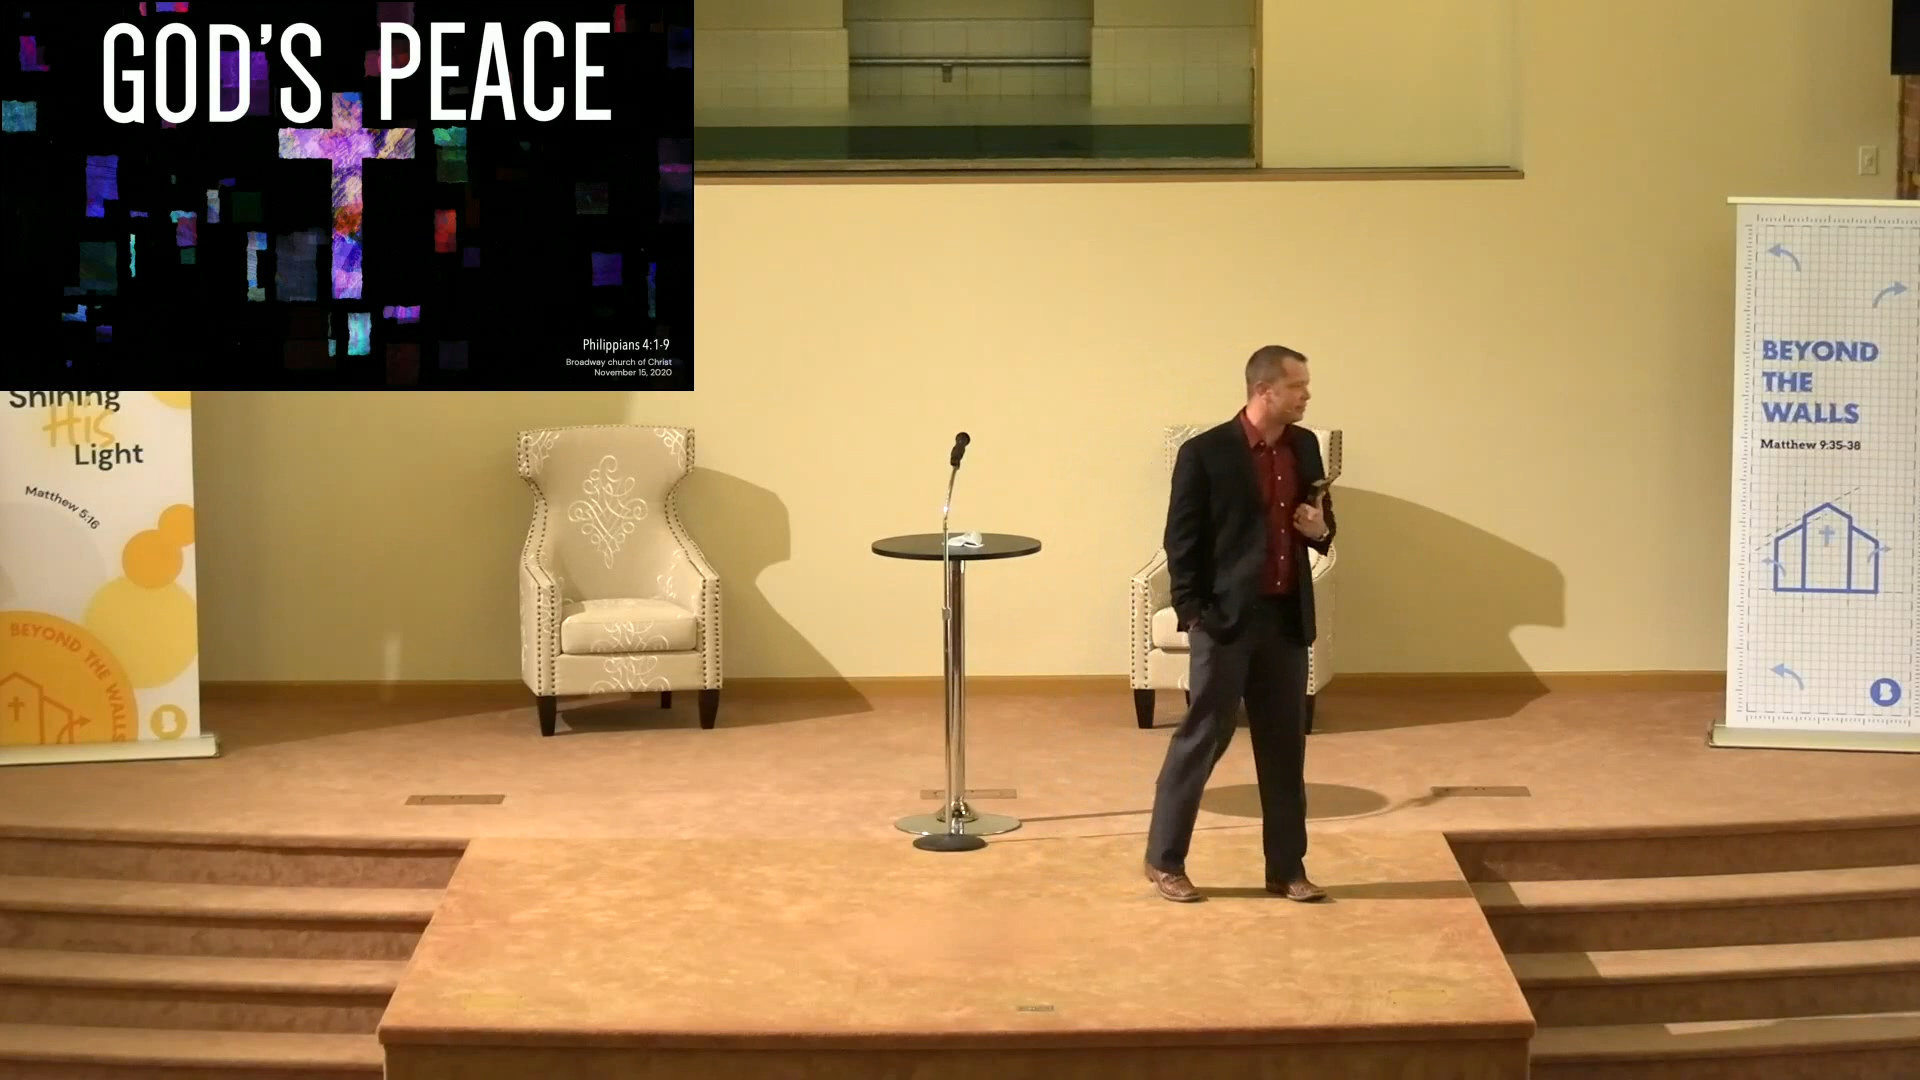 GOD'S PEACE
Philippians 4:1-9
Broadway church of Christ
November 15, 2020
Shining
His
Light
Matthew 5:16
BEYOND THE WALLS
B
BEYOND
THE
WALLS
Matthew 9:35-38
B